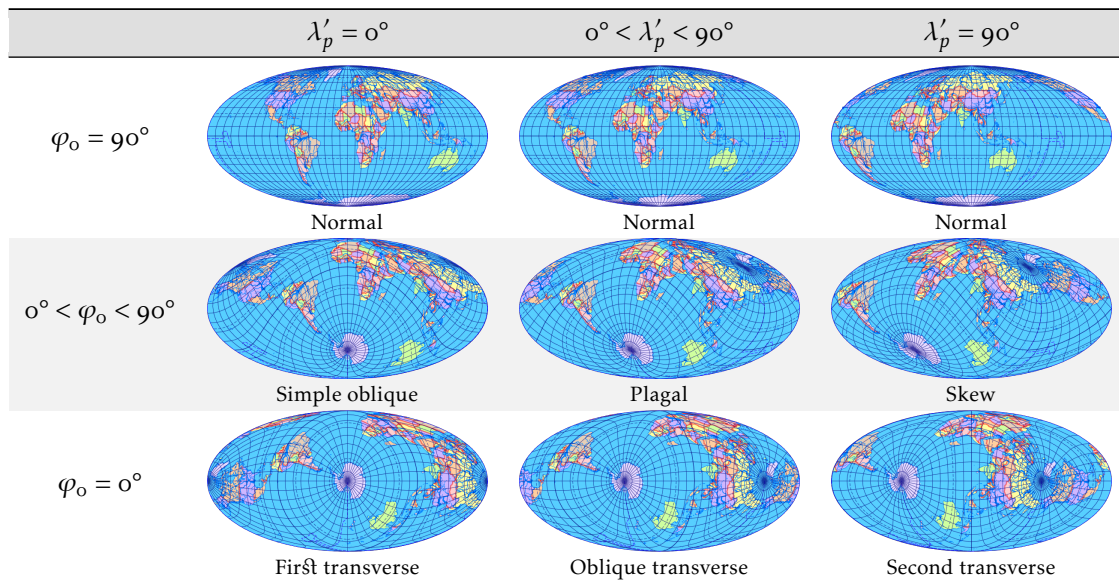 λ′ₚ = 0° 0° < λ′ₚ < 90° λ′ₚ = 90°
φ₀ = 90°
Normal Normal Normal
0° < φ₀ < 90°
Simple oblique Plagal Skew
φ₀ = 0°
First transverse Oblique transverse Second transverse